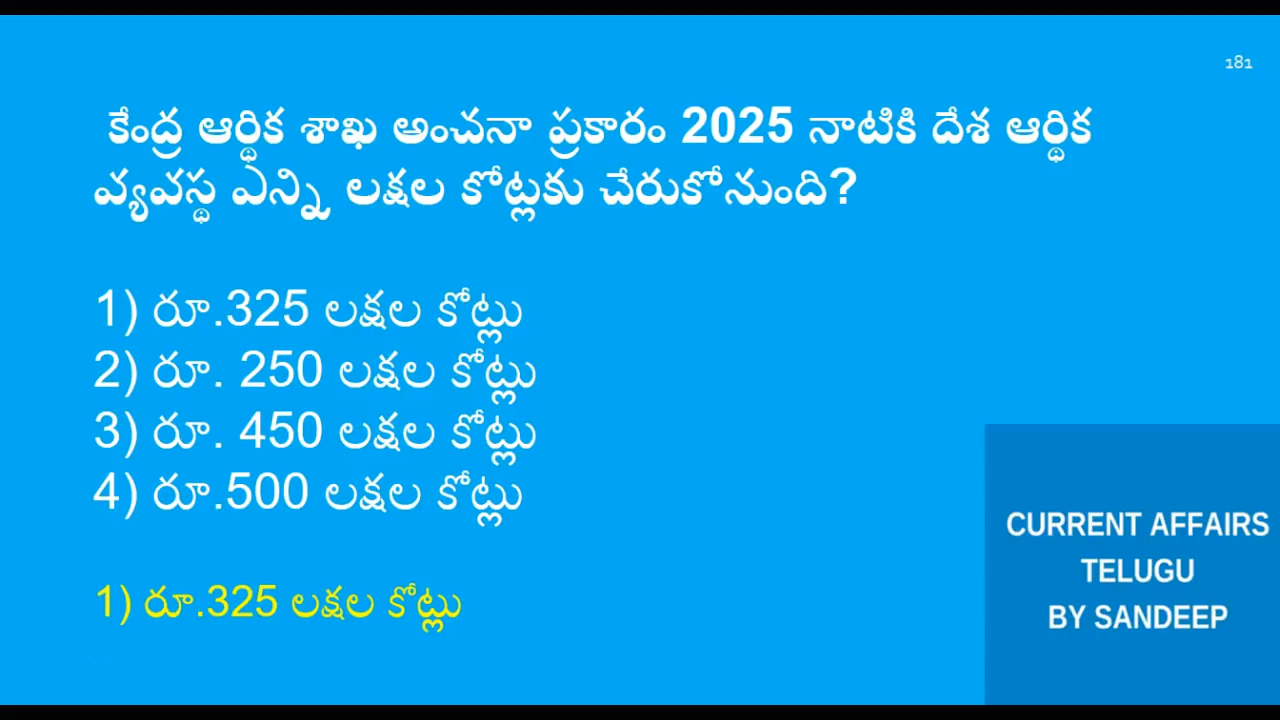 181
కేంద్ర ఆర్థిక శాఖ అంచనా ప్రకారం 2025 నాటికి దేశ ఆర్థిక
వ్యవస్థ ఎన్ని లక్షల కోట్లకు చేరుకోనుంది?
1) రూ.325 లక్షల కోట్లు
2) రూ. 250 లక్షల కోట్లు
3) రూ. 450 లక్షల కోట్లు
4) రూ.500 లక్షల కోట్లు
1) రూ.325 లక్షల కోట్లు
CURRENT AFFAIRS
TELUGU
BY SANDEEP